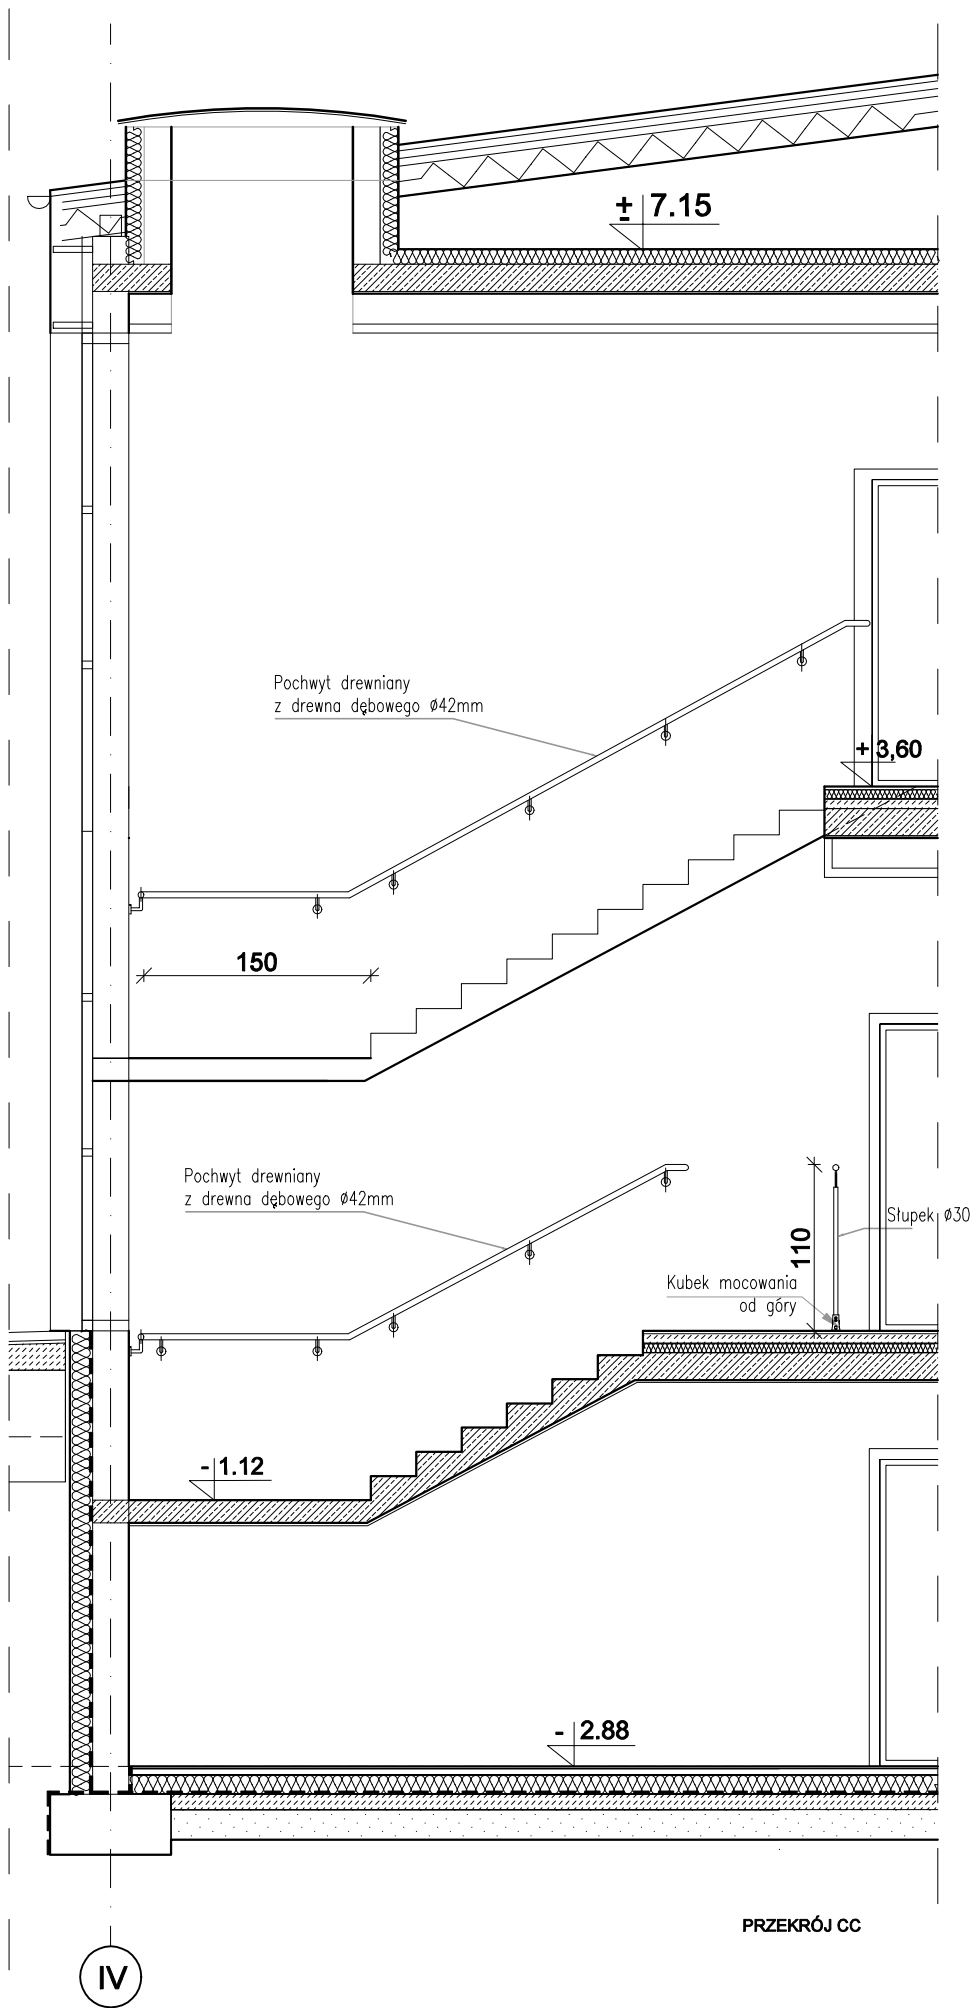 ± 7.15
Pochwyt drewniany
z drewna dębowego ø42mm
+ 3,60
150
Pochwyt drewniany
z drewna dębowego ø42mm
110
Słupek ø30
Kubek mocowania
od góry
- 1.12
- 2.88
PRZEKRÓJ CC
IV